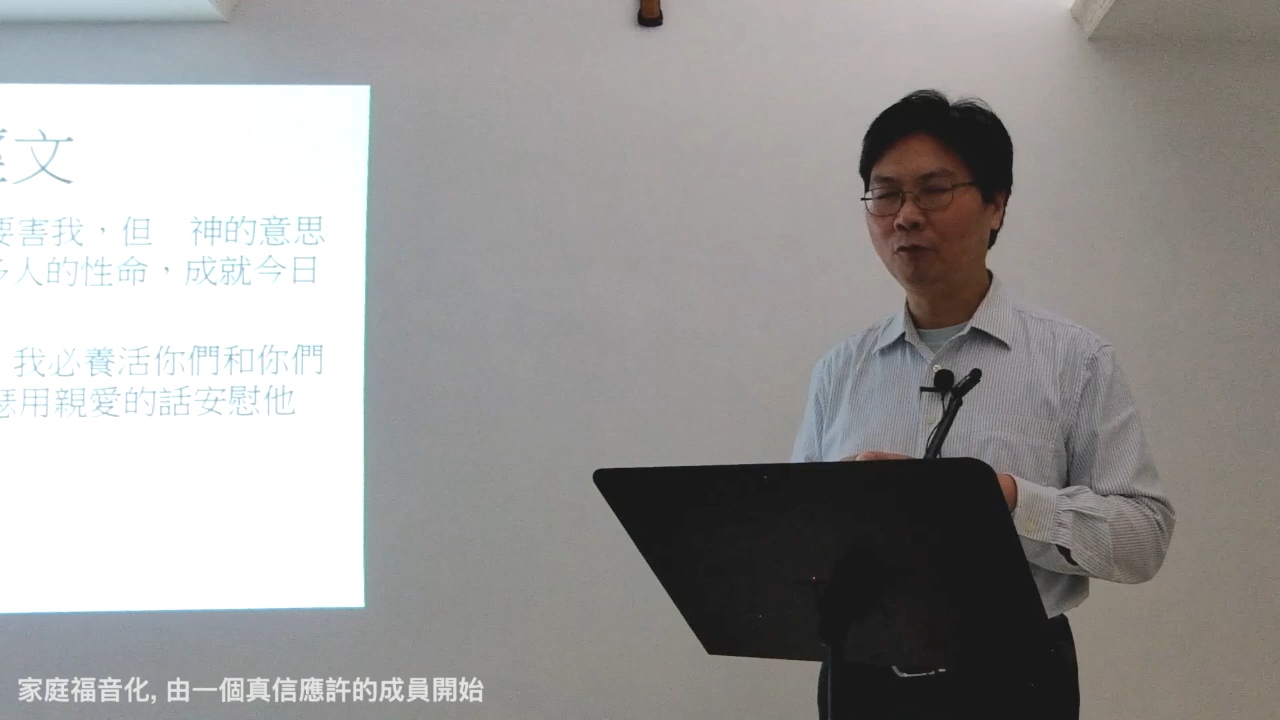 文
害我，但　神的意思
人的性命，成就今日
我必養活你們和你們
用親愛的話安慰他
家庭福音化, 由一個真信應許的成員開始